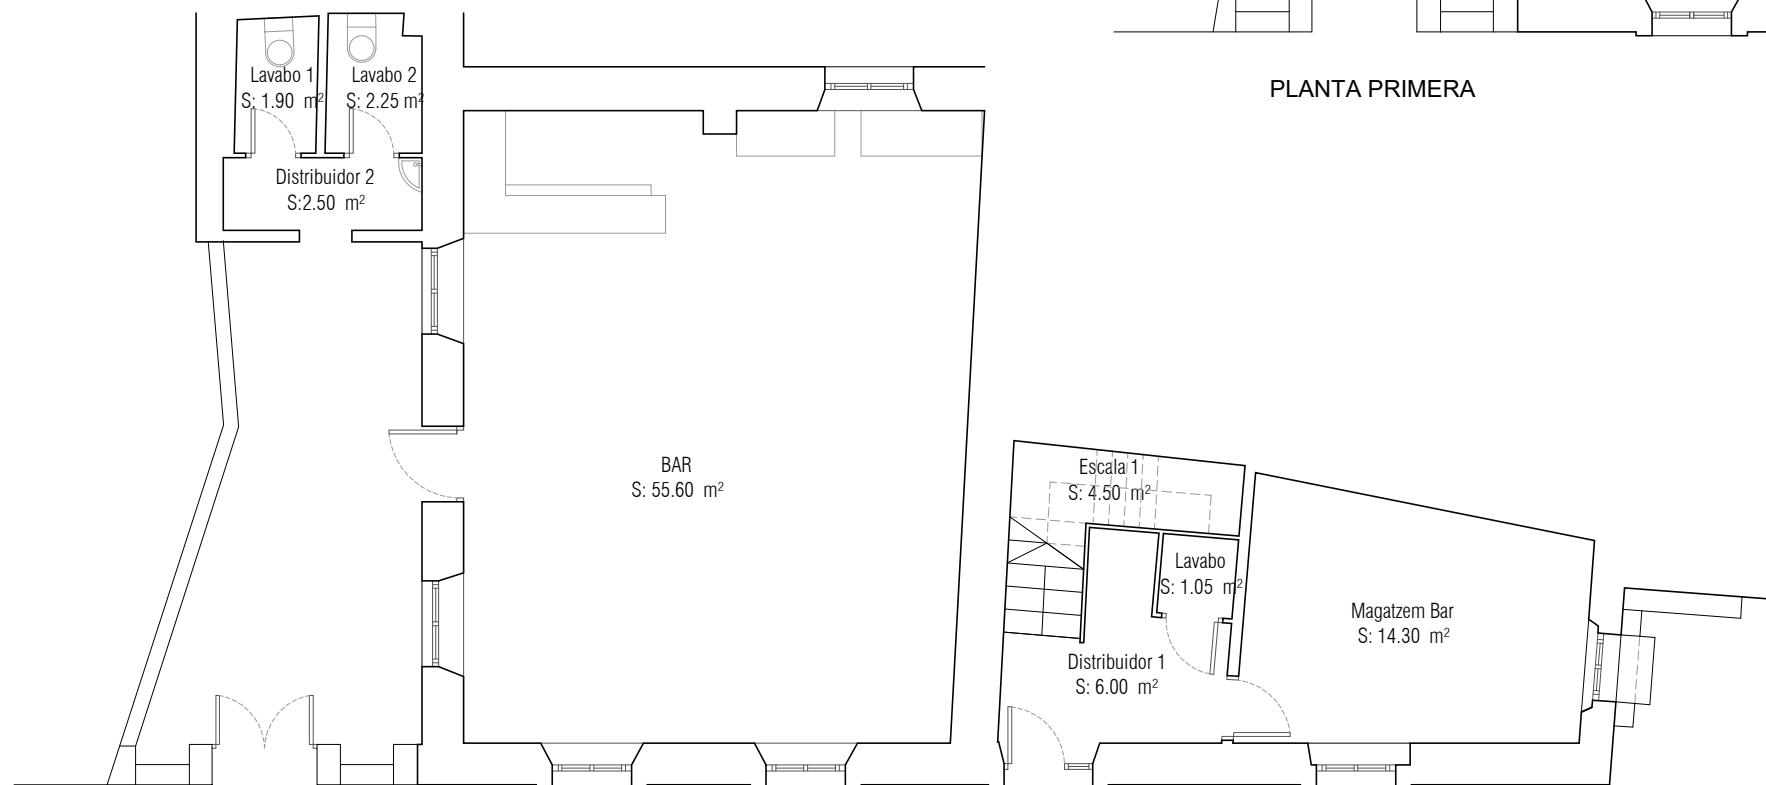 PLANTA PRIMERA
Lavabo 1
S: 1.90 m²
Lavabo 2
S: 2.25 m²
Distribuidor 2
S:2.50 m²
BAR
S: 55.60 m²
Escala 1
S: 4.50 m²
Lavabo
S: 1.05 m²
Magatzem Bar
S: 14.30 m²
Distribuidor 1
S: 6.00 m²